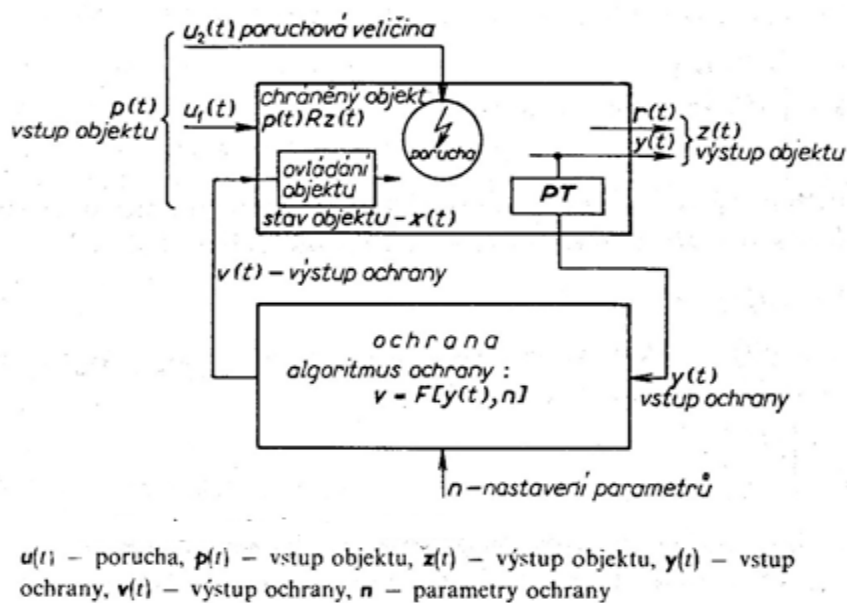 u₂(t) poruchová veličina
p(t)
vstup objektu
u₁(t)
chráněný objekt
p(t) R z(t)
porucha
ovládání
objektu
stav objektu - x(t)
r(t)
y(t)
z(t)
výstup objektu
PT
v(t) – výstup ochrany
ochrana
algoritmus ochrany :
v = F[y(t),n]
y(t)
vstup ochrany
n – nastavení parametrů
u(t) – porucha, p(t) – vstup objektu, z(t) – výstup objektu, y(t) – vstup
ochrany, v(t) – výstup ochrany, n – parametry ochrany